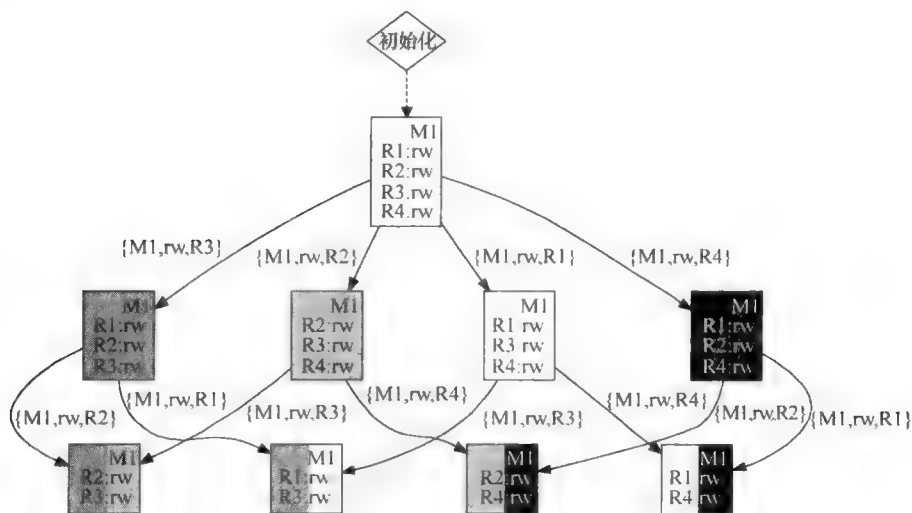 初始化
M1
R1:rw
R2:rw
R3.rw
R4.rw
{M1,rw,R3}
{M1,rw,R2}
{M1,rw,R1}
{M1,rw,R4}
M1
R1:rw
R2:rw
R3:rw
M1
R2:rw
R3:rw
R4:rw
M1
R1 rw
R3 rw
R4:rw
M1
R1:rw
R2:rw
R4:rw
{M1,rw,R2}
{M1,rw,R1}
{M1,rw,R3}
{M1,rw,R4}
{M1,rw,R3}
{M1,rw,R4}
{M1,rw,R2}
{M1,rw,R1}
M1
R2:rw
R3:rw
M1
R1:rw
R3:rw
M1
R2:rw
R4:rw
M1
R1 rw
R4 rw